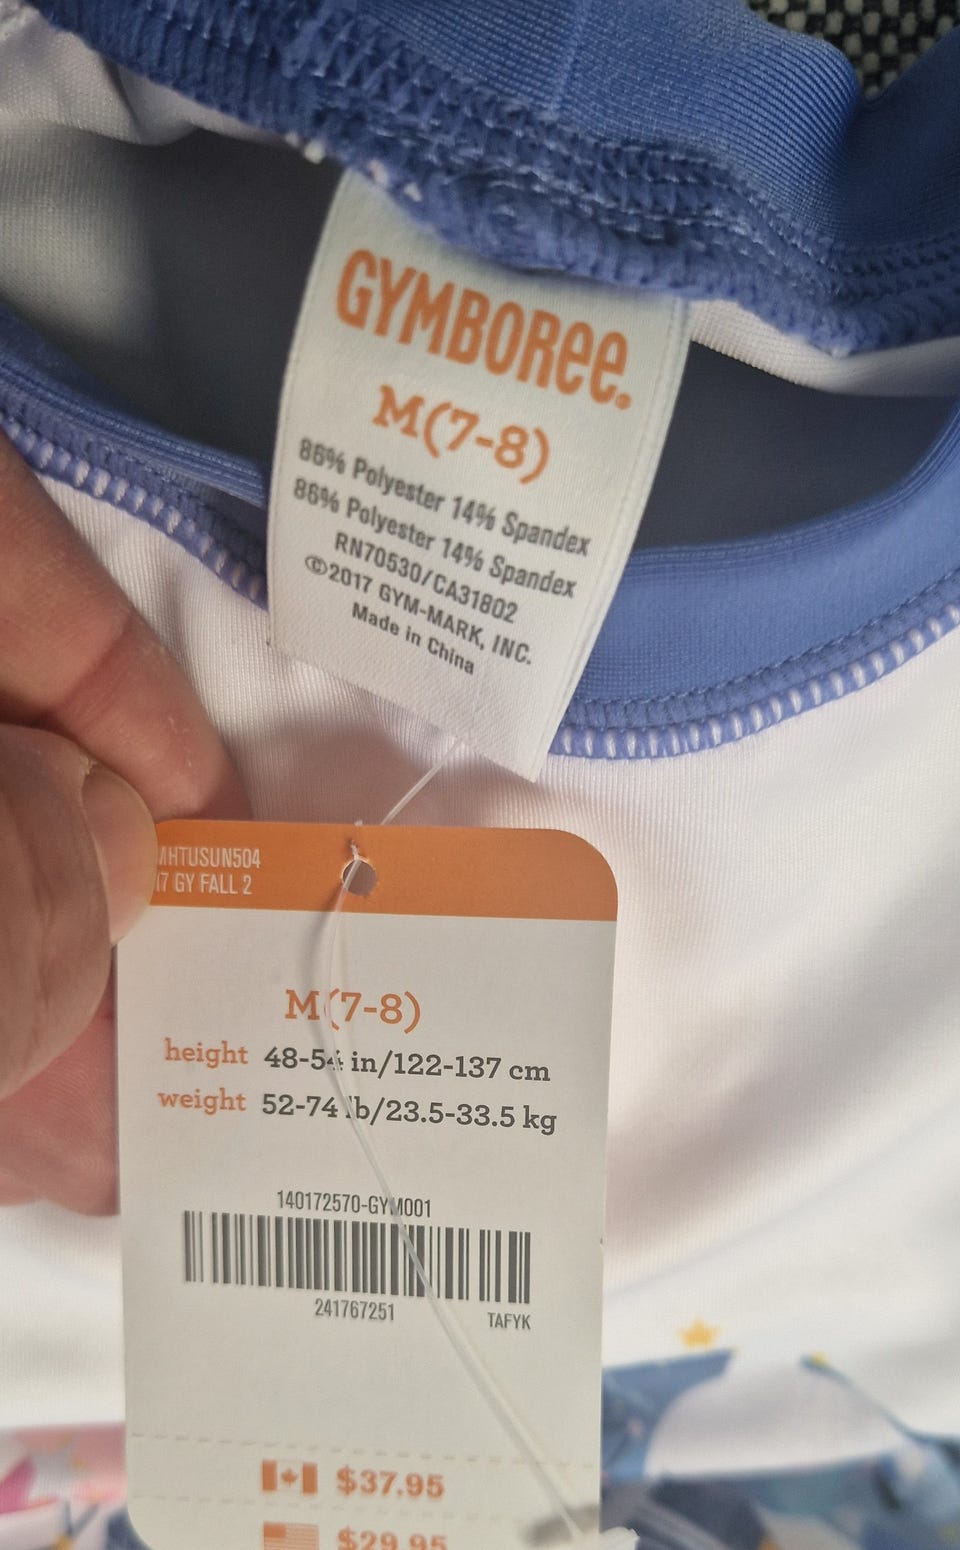 GYMBOREE.
M(7-8)
86% Polyester 14% Spandex
86% Polyester 14% Spandex
RN70530/CA31802
©2017 GYM-MARK, INC.
Made in China
MHTUSUN504
17 GY FALL 2
M(7-8)
height 48-54 in/122-137 cm
weight 52-74 lb/23.5-33.5 kg
140172570-GYM001
241767251 TAFYK
$37.95
$29.95